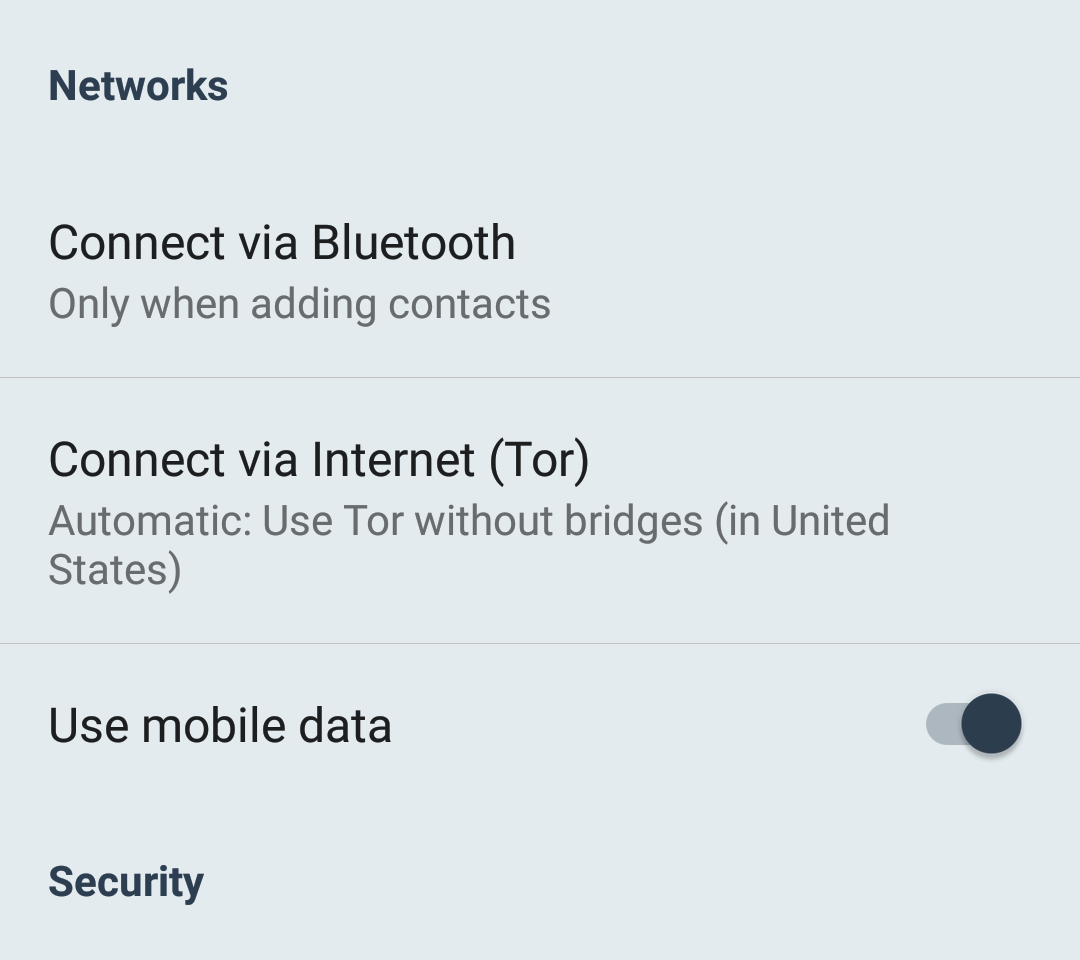 Networks
Connect via Bluetooth
Only when adding contacts
Connect via Internet (Tor)
Automatic: Use Tor without bridges (in United
States)
Use mobile data
Security